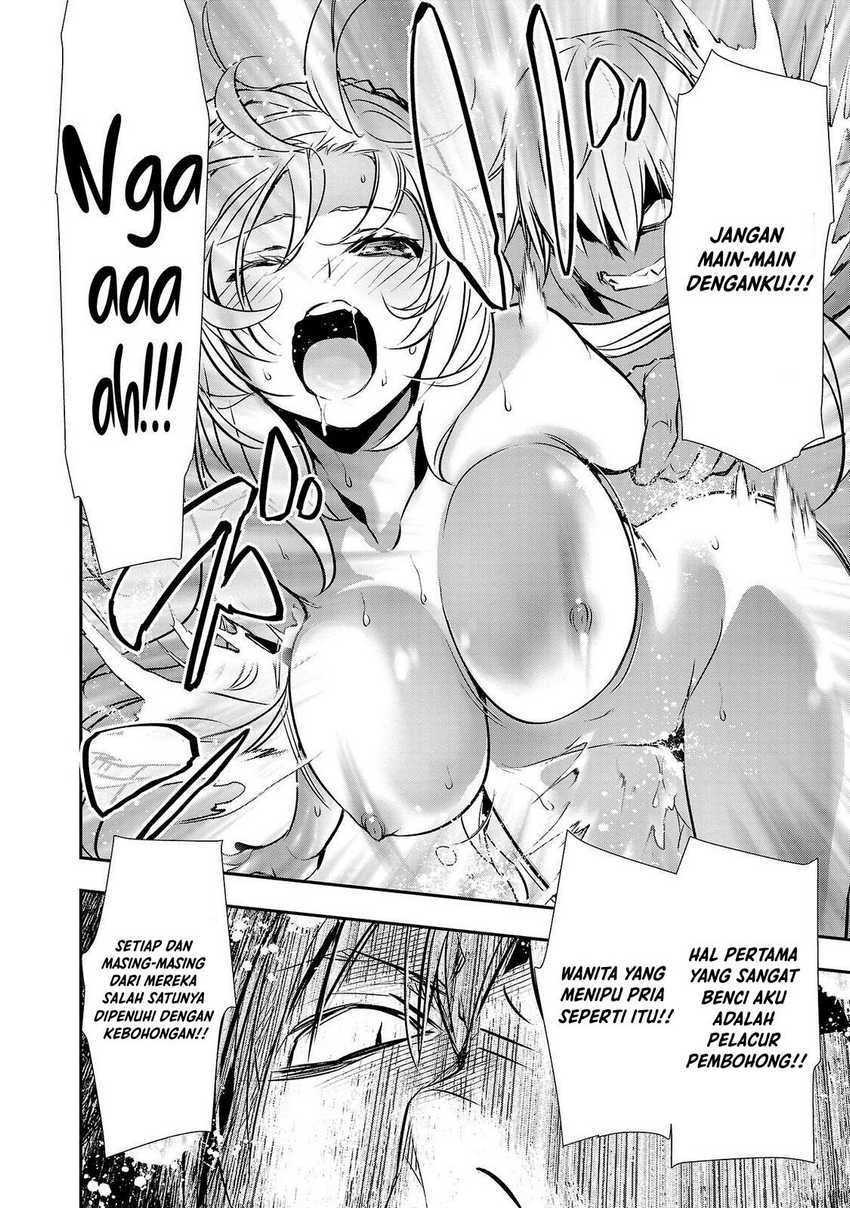 JANGAN
MAIN-MAIN
DENGANKU!!!
Nga
aaa
ah!!!
HAL PERTAMA
YANG SANGAT
BENCI AKU
ADALAH
PELACUR
PEMBOHONG!!
WANITA YANG
MENIPU PRIA
SEPERTI ITU!!
SETIAP DAN
MASING-MASING
DARI MEREKA
SALAH SATUNYA
DIPENUHI DENGAN
KEBOHONGAN!!